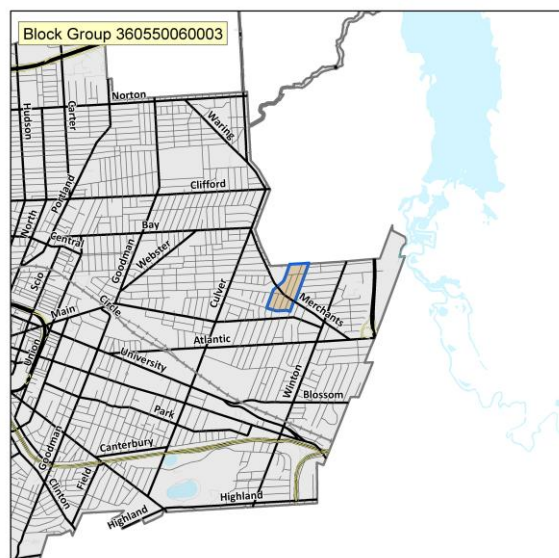 Block Group 360550060003
Norton
Hudson
Carter
Waring
Portland
Clifford
North
Bay
Central
Goodman
Webster
Scio
Culver
Merchants
Main
Circle
Atlantic
Union
University
Winton
Blossom
Park
Canterbury
Goodman
Field
Clinton
Highland
Highland